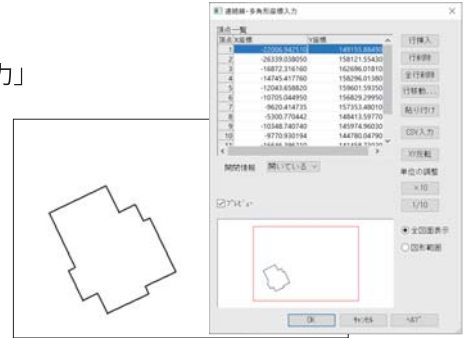 力」
連続線・多角形座標入力
頂点一覧
頂点 X座標 Y座標
1 -22006.942510 149155.88490
2 -26339.038050 158121.55430
3 -16872.316160 162696.01810
4 -14745.417760 158296.01380
5 -12043.658820 159601.59350
6 -10705.044950 156829.29950
7 -9620.414735 157353.48010
8 -5300.770442 148413.59770
9 -10348.740740 145974.96030
10 -9770.930194 144780.04790
開閉情報 開いている
プレビュー
行挿入
行削除
全行削除
行移動...
貼り付け
CSV入力
XY反転
単位の調整
×10
1/10
全図面表示
図形範囲
OK キャンセル ヘルプ